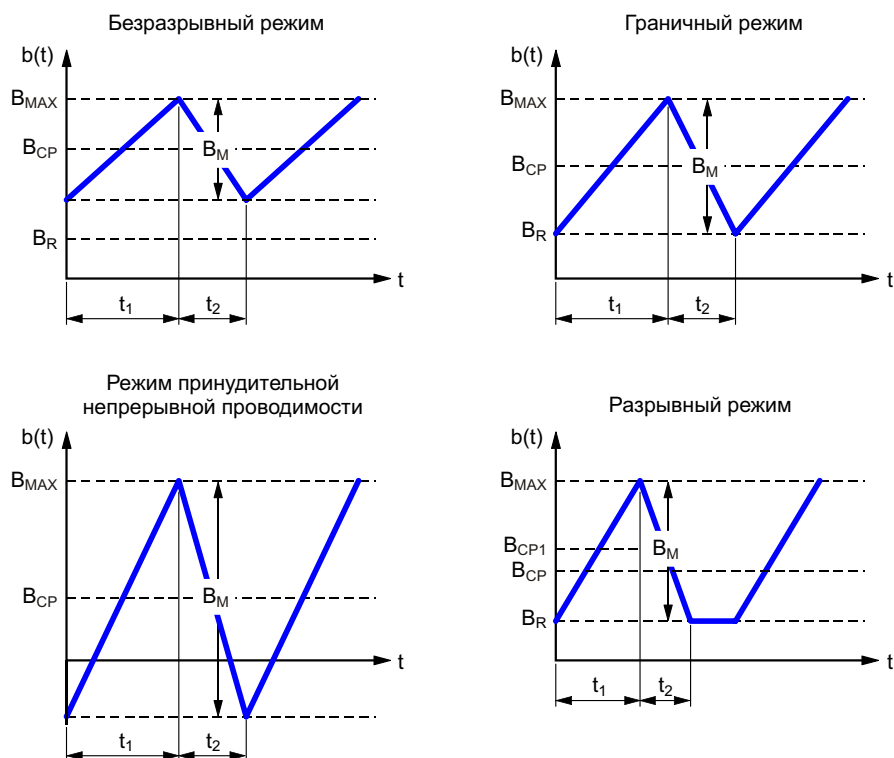 Безразрывный режим
b(t)
B_MAX
B_CP
B_M
B_R
t
t_1
t_2
Граничный режим
b(t)
B_MAX
B_CP
B_M
B_R
t
t_1
t_2
Режим принудительной
непрерывной проводимости
b(t)
B_MAX
B_CP
B_M
t
t_1
t_2
Разрывный режим
b(t)
B_MAX
B_CP1
B_M
B_CP
B_R
t
t_1
t_2